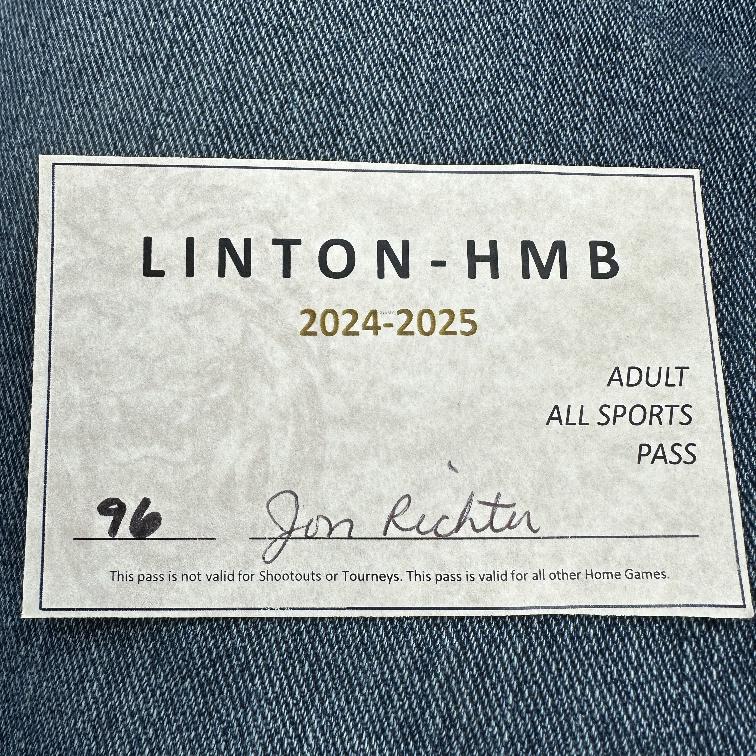 LINTON-HMB
2024-2025
ADULT
ALL SPORTS
PASS
96 Jon Richter
This pass is not valid for Shootouts or Tourneys. This pass is valid for all other Home Games.